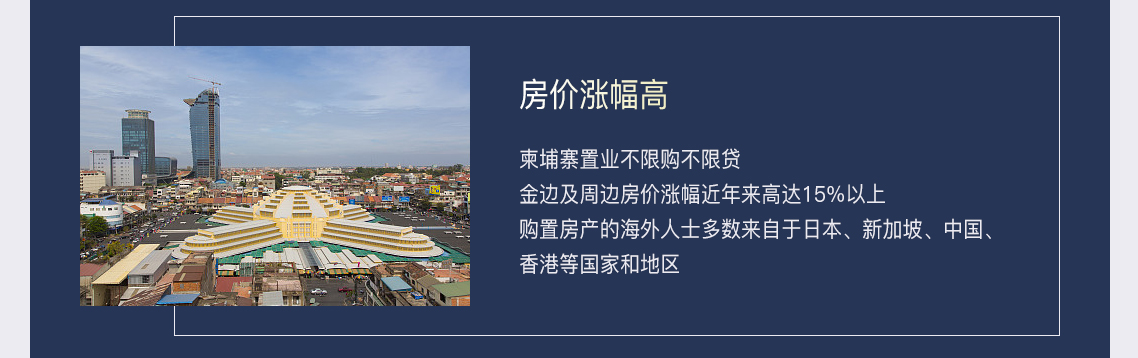 房价涨幅高
柬埔寨置业不限购不限贷
金边及周边房价涨幅近年来高达15%以上
购置房产的海外人士多数来自于日本、新加坡、中国、
香港等国家和地区